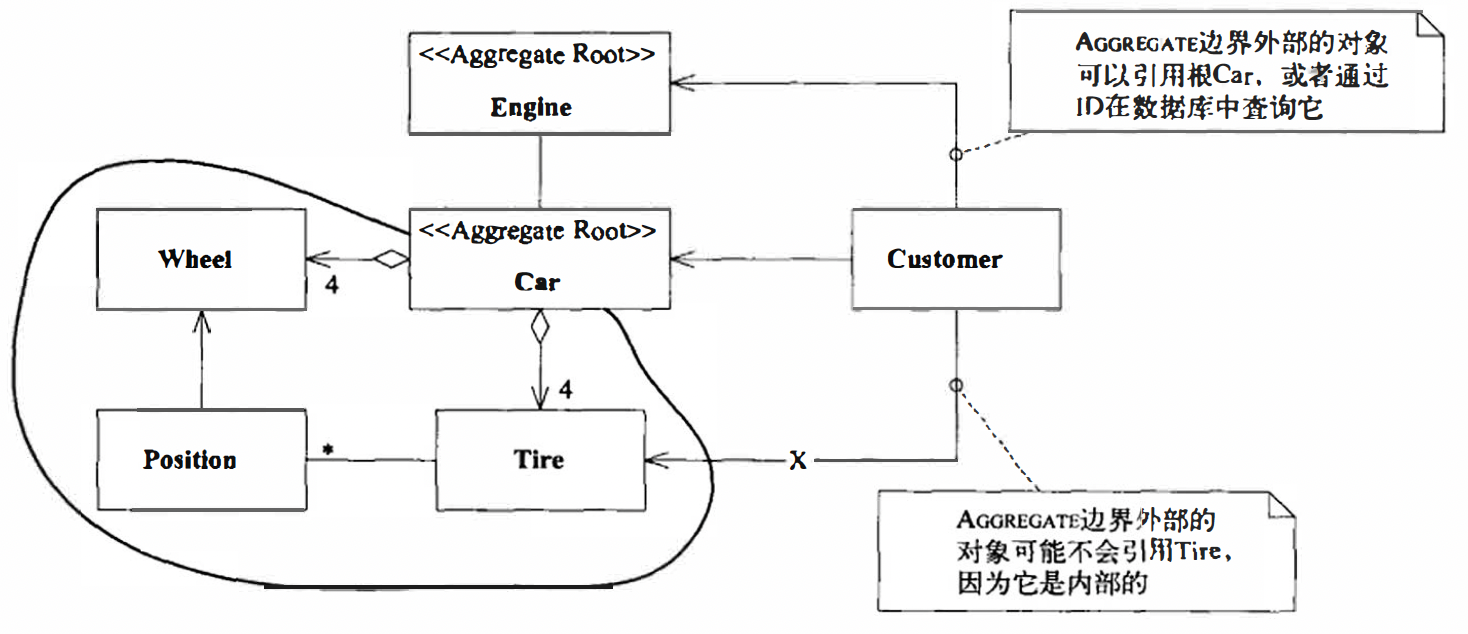 <<Aggregate Root>>
Engine
AGGREGATE边界外部的对象
可以引用根Car，或者通过
ID在数据库中查询它
Wheel
4
<<Aggregate Root>>
Car
Customer
4
Position
*
Tire
X
AGGREGATE边界外部的
对象可能不会引用Tire，
因为它是内部的